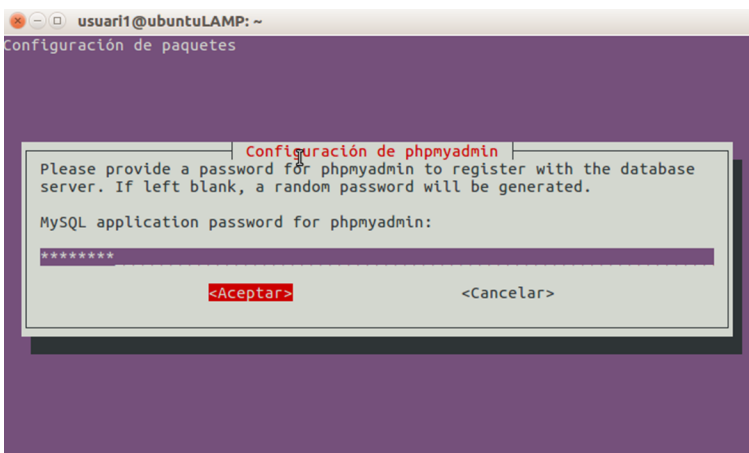 usuari1@ubuntuLAMP: ~
Configuración de paquetes
Configuración de phpmyadmin
Please provide a password for phpmyadmin to register with the database
server. If left blank, a random password will be generated.
MySQL application password for phpmyadmin:
********
<Aceptar> <Cancelar>